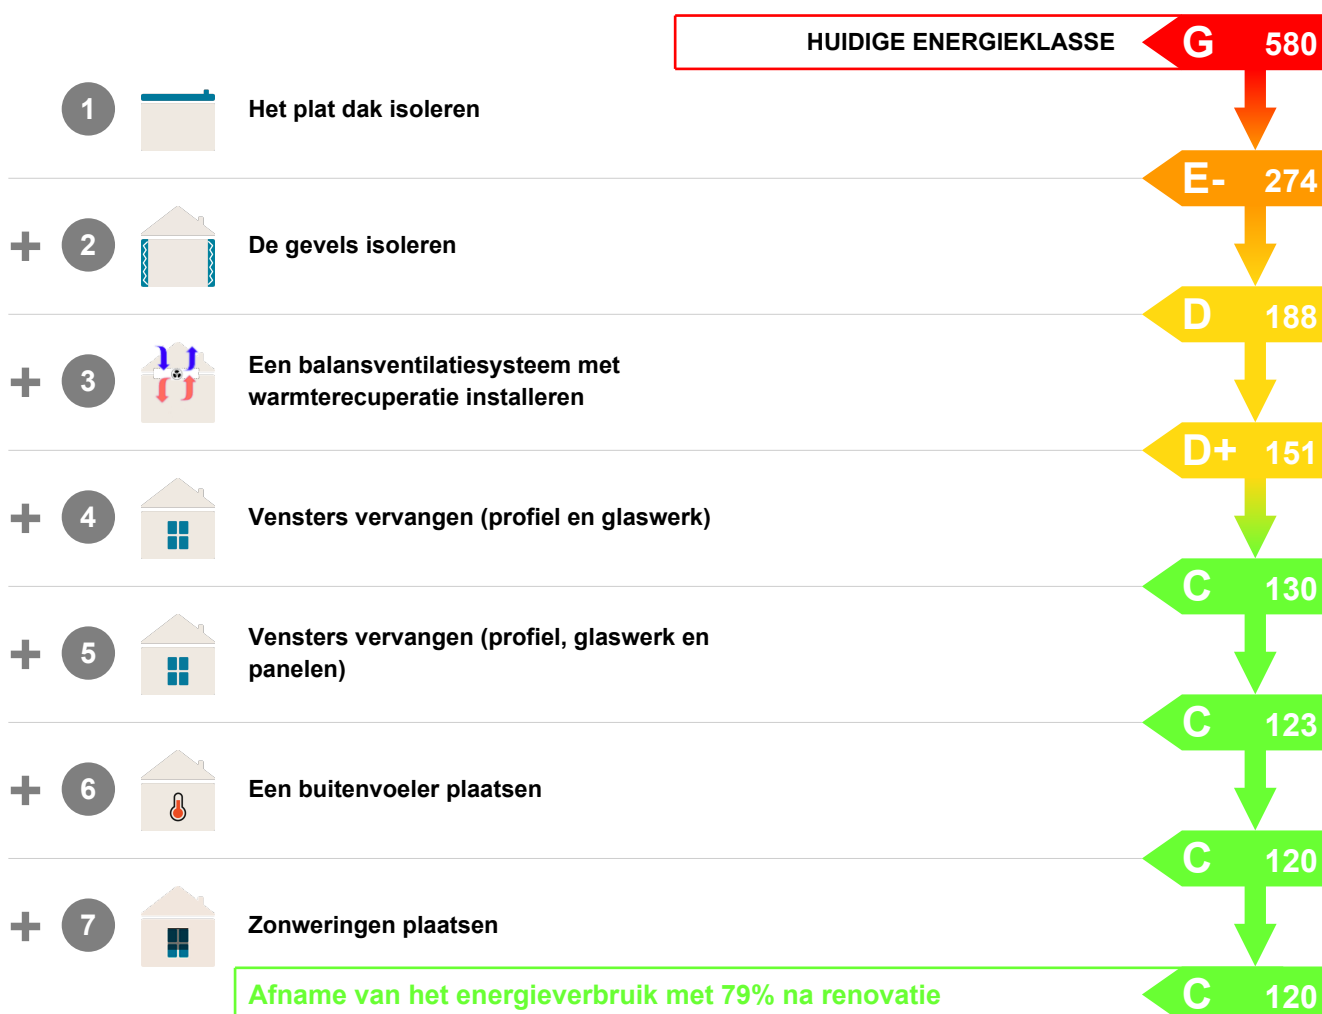 HUIDIGE ENERGIEKLASSE G 580
1 Het plat dak isoleren
E- 274
+ 2 De gevels isoleren
D 188
+ 3 Een balansventilatiesysteem met
warmterecuperatie installeren
D+ 151
+ 4 Vensters vervangen (profiel en glaswerk)
C 130
+ 5 Vensters vervangen (profiel, glaswerk en
panelen)
C 123
+ 6 Een buitenvoeler plaatsen
C 120
+ 7 Zonweringen plaatsen
Afname van het energieverbruik met 79% na renovatie C 120